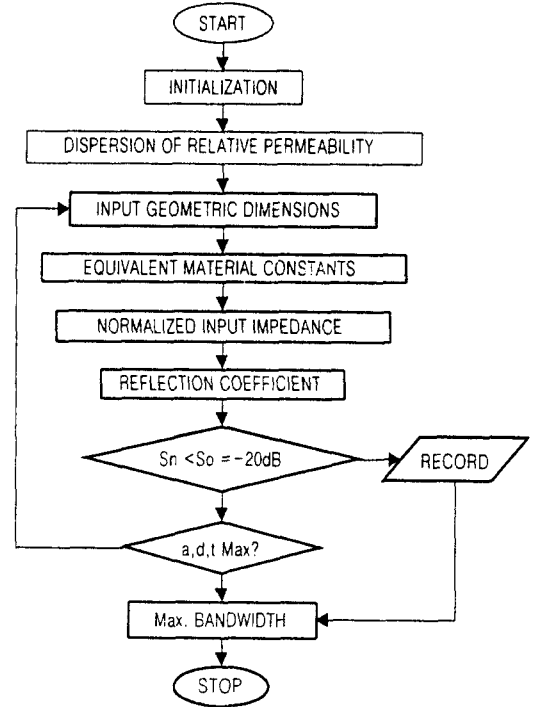 START
INITIALIZATION
DISPERSION OF RELATIVE PERMEABILITY
INPUT GEOMETRIC DIMENSIONS
EQUIVALENT MATERIAL CONSTANTS
NORMALIZED INPUT IMPEDANCE
REFLECTION COEFFICIENT
Sn <So = -20dB
RECORD
a,d,t Max?
Max. BANDWIDTH
STOP